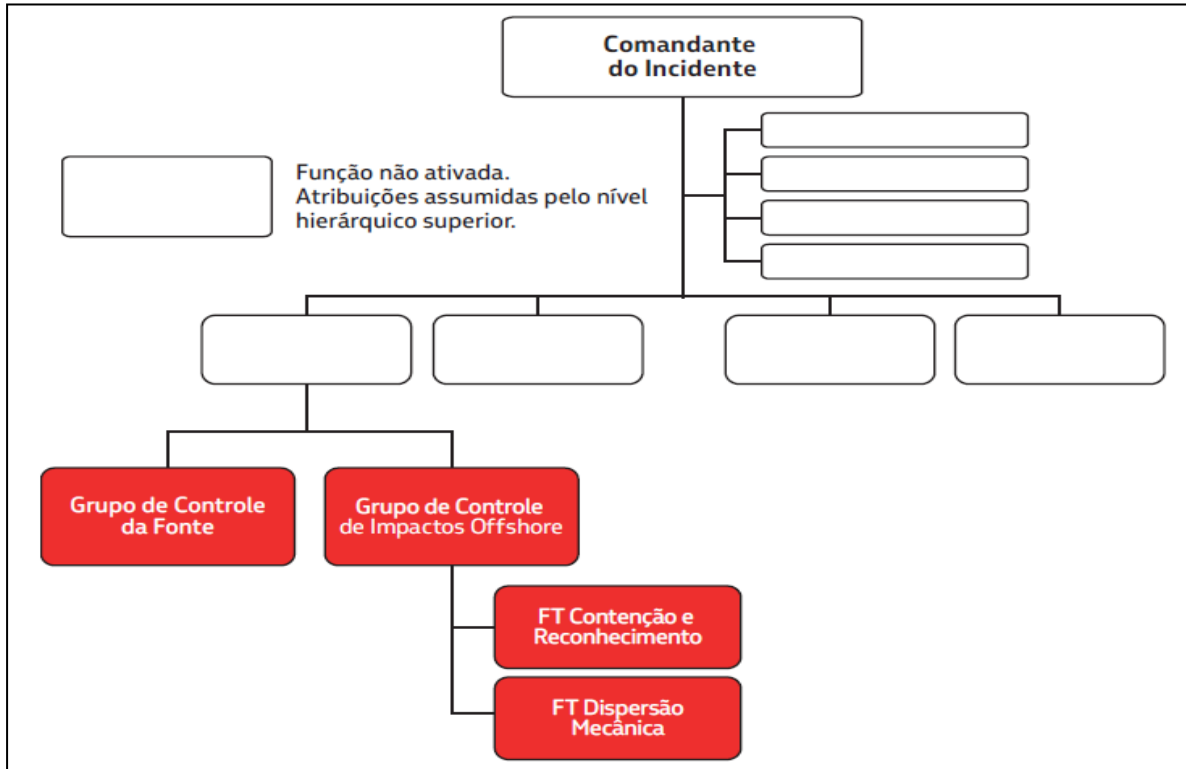 Comandante
do Incidente
Função não ativada.
Atribuições assumidas pelo nível
hierárquico superior.
Grupo de Controle
da Fonte
Grupo de Controle
de Impactos Offshore
FT Contenção e
Reconhecimento
FT Dispersão
Mecânica